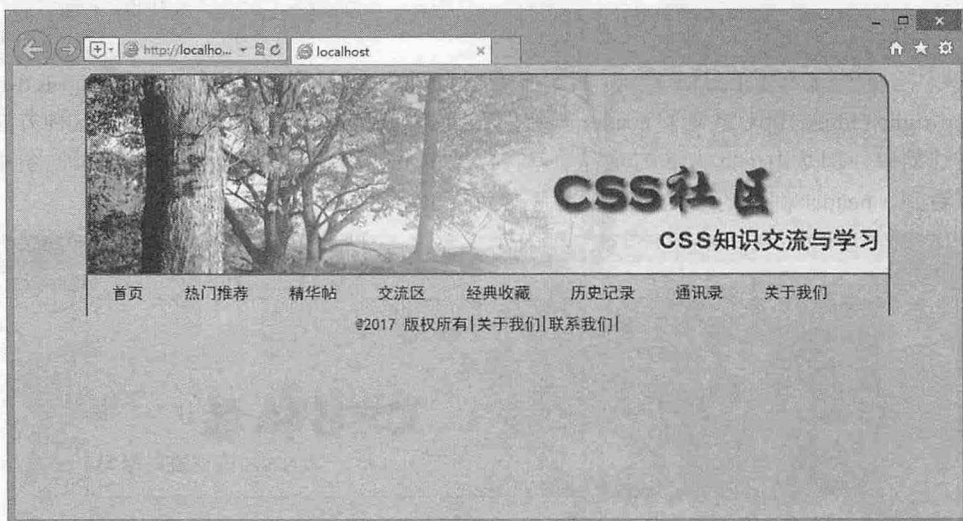 http://localho...
localhost
CSS社区
CSS知识交流与学习
首页 热门推荐 精华帖 交流区 经典收藏 历史记录 通讯录 关于我们
@2017 版权所有|关于我们|联系我们|